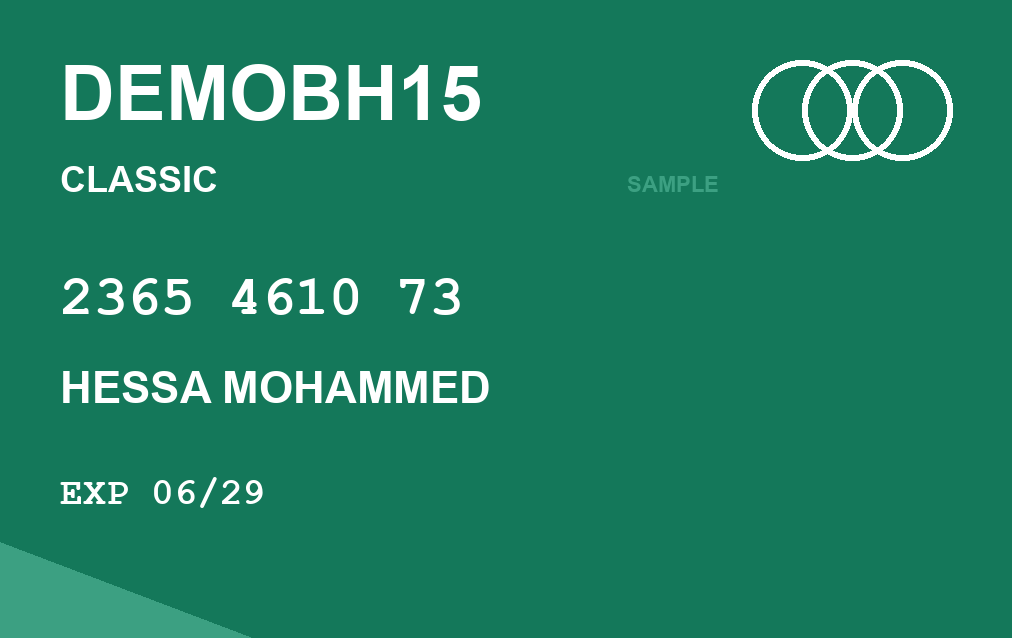 DEMOBH15
CLASSIC
SAMPLE
2365 4610 73
HESSA MOHAMMED
EXP 06/29